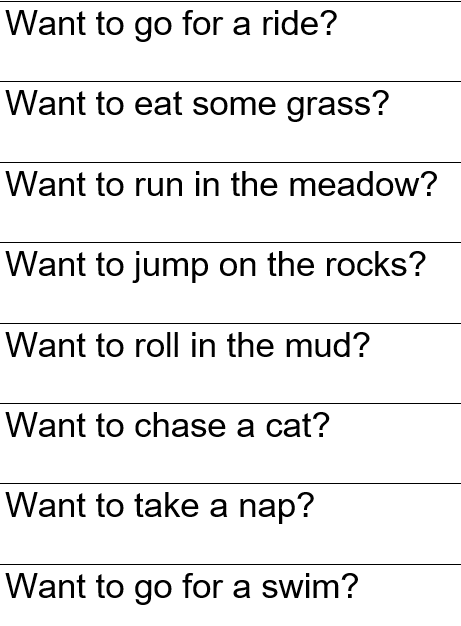 Want to go for a ride?
Want to eat some grass?
Want to run in the meadow?
Want to jump on the rocks?
Want to roll in the mud?
Want to chase a cat?
Want to take a nap?
Want to go for a swim?